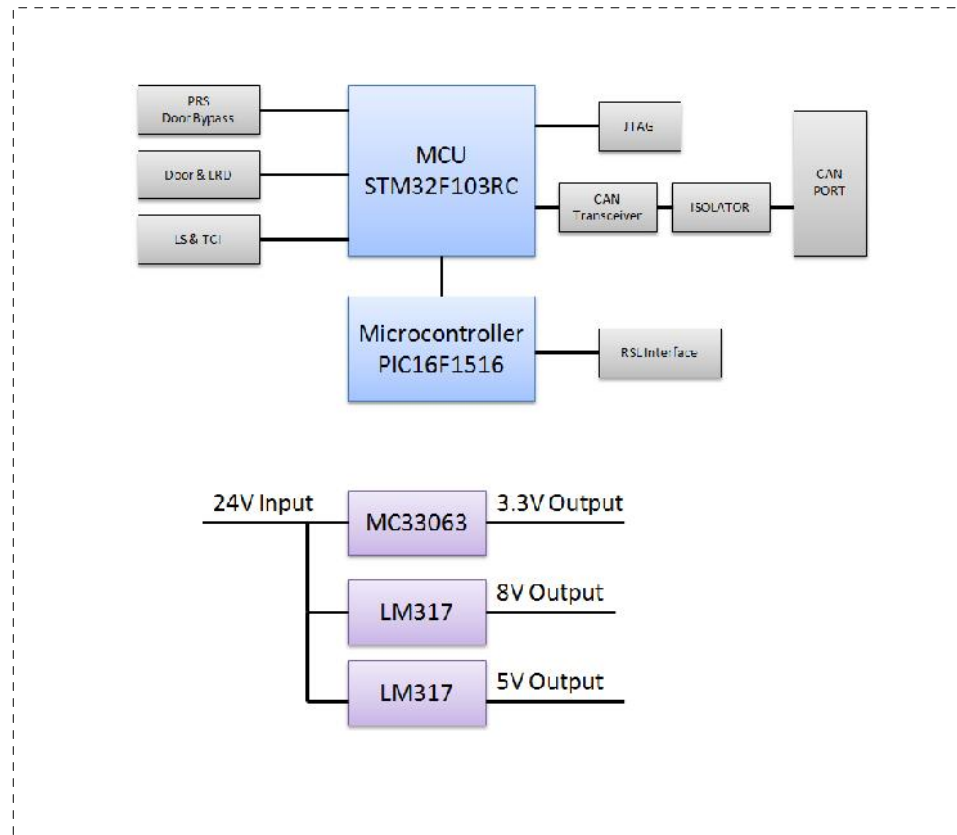 PRS
Door Bypass
MCU
STM32F103RC
JTAG
CAN
PORT
Door & LRD
CAN
Transceiver
ISOLATOR
LS & TCI
Microcontroller
PIC16F1516
RSL Interface
24V Input
MC33063
3.3V Output
LM317
8V Output
LM317
5V Output